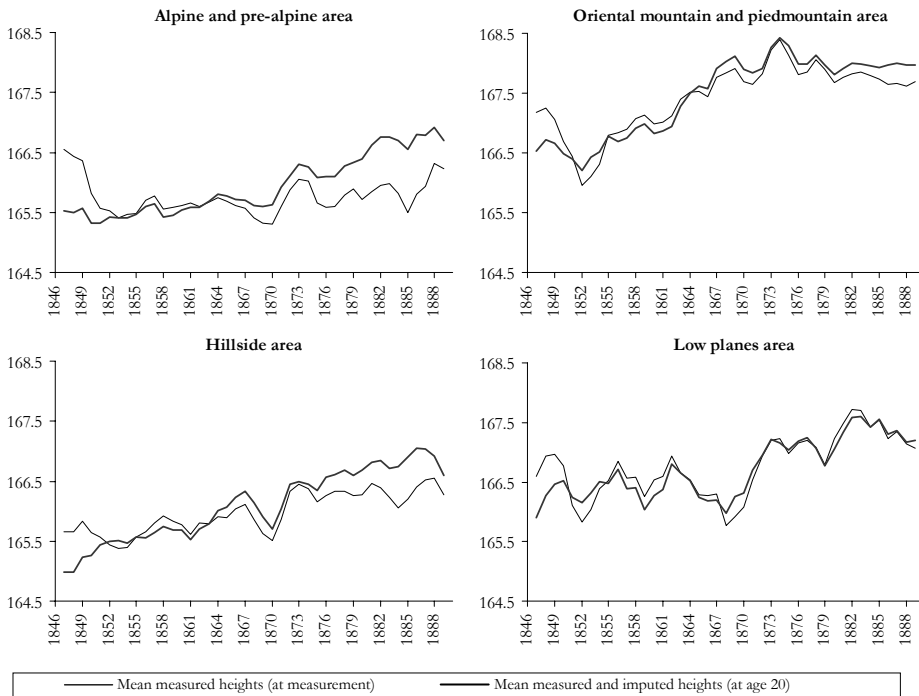 Alpine and pre-alpine area
168.5
167.5
166.5
165.5
164.5
1846 1849 1852 1855 1858 1861 1864 1867 1870 1873 1876 1879 1882 1885 1888
Oriental mountain and piedmountain area
168.5
167.5
166.5
165.5
164.5
1846 1849 1852 1855 1858 1861 1864 1867 1870 1873 1876 1879 1882 1885 1888
Hillside area
168.5
167.5
166.5
165.5
164.5
1846 1849 1852 1855 1858 1861 1864 1867 1870 1873 1876 1879 1882 1885 1888
Low planes area
168.5
167.5
166.5
165.5
164.5
1846 1849 1852 1855 1858 1861 1864 1867 1870 1873 1876 1879 1882 1885 1888
Mean measured heights (at measurement) Mean measured and imputed heights (at age 20)